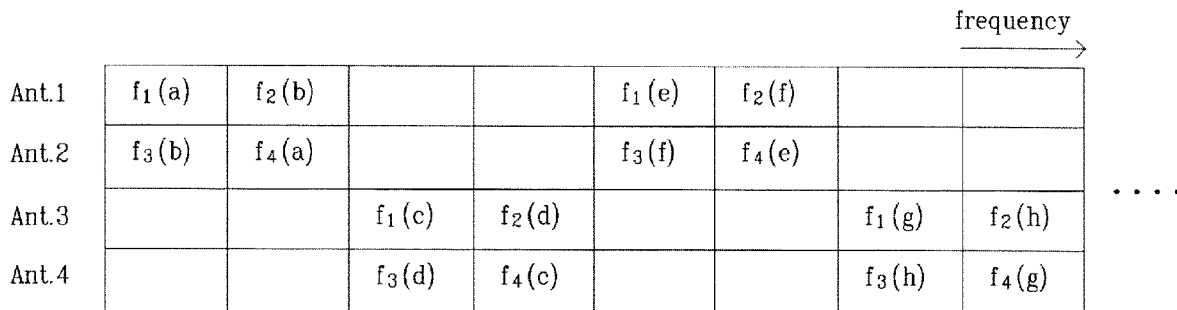 frequency
Ant.1 f₁(a) f₂(b) f₁(e) f₂(f)
Ant.2 f₃(b) f₄(a) f₃(f) f₄(e)
Ant.3 f₁(c) f₂(d) f₁(g) f₂(h)
Ant.4 f₃(d) f₄(c) f₃(h) f₄(g)
. . . .